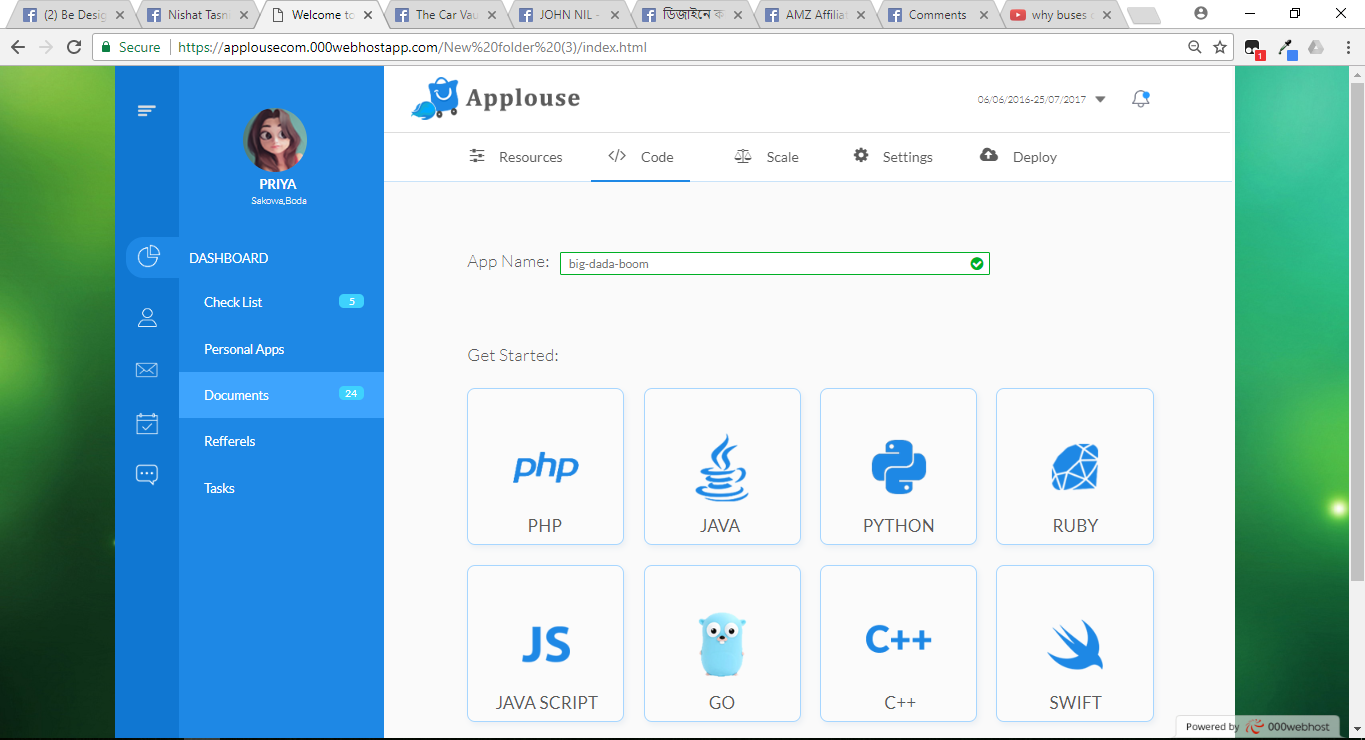 (2) Be Desig
Nishat Tasni
Welcome to
The Car Vau
JOHN NIL -
ডিজাইনে ক
AMZ Affiliat
Comments
why buses c
Secure
https://applousecom.000webhostapp.com/New%20folder%20(3)/index.html
1
Applouse
06/06/2016-25/07/2017
PRIYA
Sakowa,Boda
Resources
Code
Scale
Settings
Deploy
DASHBOARD
Check List 5
Personal Apps
Documents 24
Refferels
Tasks
App Name: big-dada-boom
Get Started:
php
PHP
JAVA
PYTHON
RUBY
JS
JAVA SCRIPT
GO
C++
C++
SWIFT
Powered by 000webhost